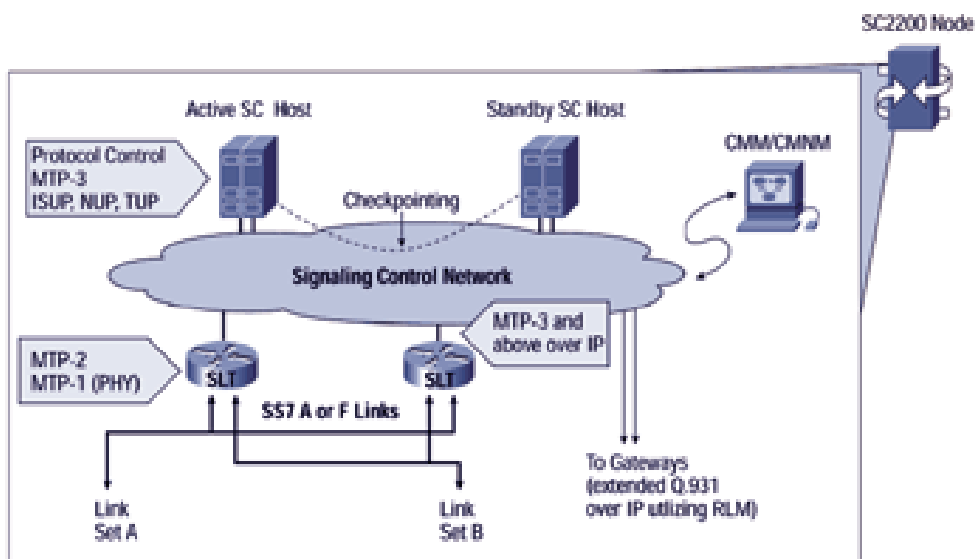 SC2200 Node
Active SC Host
Standby SC Host
CMM/CMNM
Protocol Control
MTP-3
ISUP, NUP, TUP
Checkpointing
Signaling Control Network
MTP-3 and
above over IP
MTP-2
MTP-1 (PHY)
SLT
SLT
SS7 A or F Links
Link
Set A
Link
Set B
To Gateways
(extended Q.931
over IP utlizing RLM)